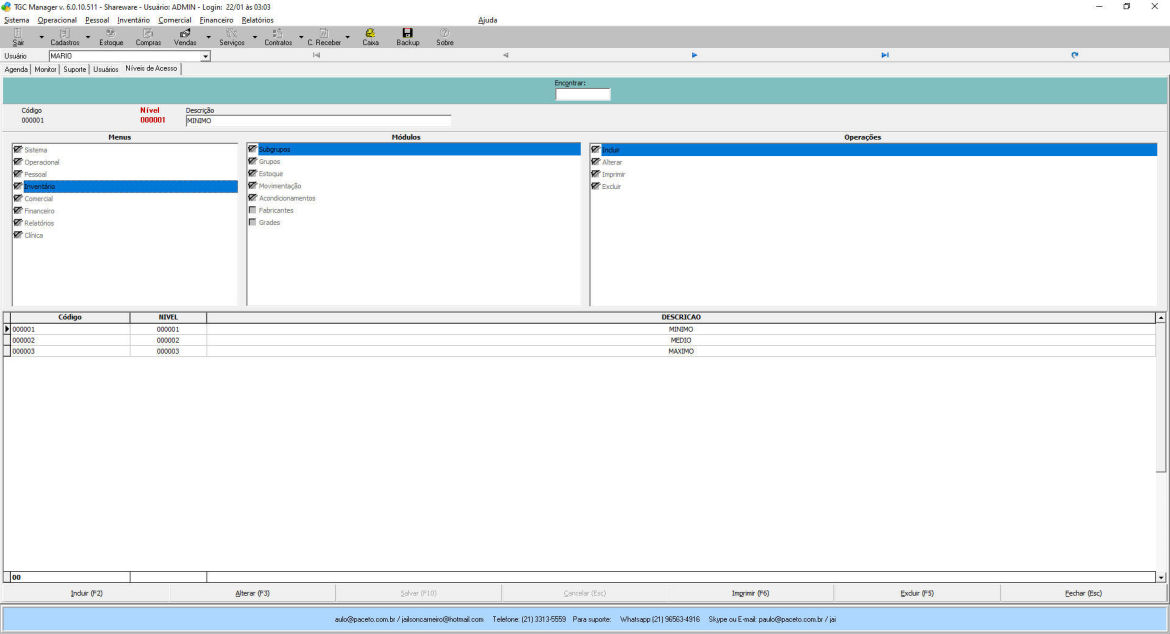 TGC Manager v. 6.0.10.511 - Shareware - Usuário: ADMIN - Login: 22/01 às 03:03
Sistema Operacional Pessoal Inventário Comercial Financeiro Relatórios Ajuda
Sair Cadastros Estoque Compras Vendas Serviços Contratos C. Receber Caixa Backup Sobre
Usuário MARIO
Agenda Monitor Suporte Usuários Níveis de Acesso
Encontrar:
Código Nível Descrição
000001 000001 MINIMO
Menus Módulos Operações
Sistema Subgrupos Incluir
Operacional Grupos Alterar
Pessoal Estoque Imprimir
Inventário Movimentação Excluir
Comercial Acondicionamentos
Financeiro Fabricantes
Relatórios Grades
Clínica
Código NIVEL DESCRICAO
000001 000001 MINIMO
000002 000002 MEDIO
000003 000003 MAXIMO
00
Incluir (F2) Alterar (F3) Salvar (F10) Cancelar (Esc) Imprimir (F6) Excluir (F5) Fechar (Esc)
aulo@paceto.com.br / jailsoncarneiro@hotmail.com Telefone: (21) 3313-5559 Para suporte: Whatsapp:(21) 96563-4916 Skype ou E-mail: paulo@paceto.com.br / jai